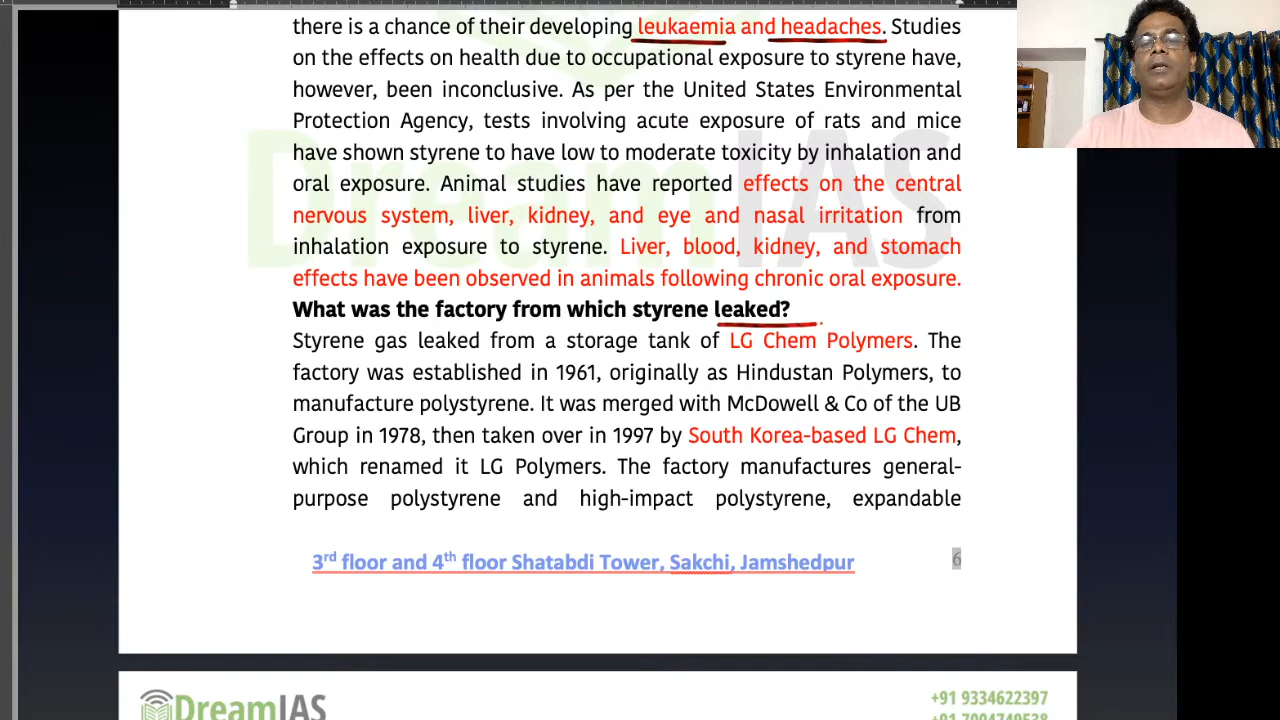 there is a chance of their developing leukaemia and headaches. Studies
on the effects on health due to occupational exposure to styrene have,
however, been inconclusive. As per the United States Environmental
Protection Agency, tests involving acute exposure of rats and mice
have shown styrene to have low to moderate toxicity by inhalation and
oral exposure. Animal studies have reported effects on the central
nervous system, liver, kidney, and eye and nasal irritation from
inhalation exposure to styrene. Liver, blood, kidney, and stomach
effects have been observed in animals following chronic oral exposure.
What was the factory from which styrene leaked?
Styrene gas leaked from a storage tank of LG Chem Polymers. The
factory was established in 1961, originally as Hindustan Polymers, to
manufacture polystyrene. It was merged with McDowell & Co of the UB
Group in 1978, then taken over in 1997 by South Korea-based LG Chem,
which renamed it LG Polymers. The factory manufactures general-
purpose polystyrene and high-impact polystyrene, expandable
3rd floor and 4th floor Shatabdi Tower, Sakchi, Jamshedpur
6
DreamIAS
+91 9334622397
DreamIAS